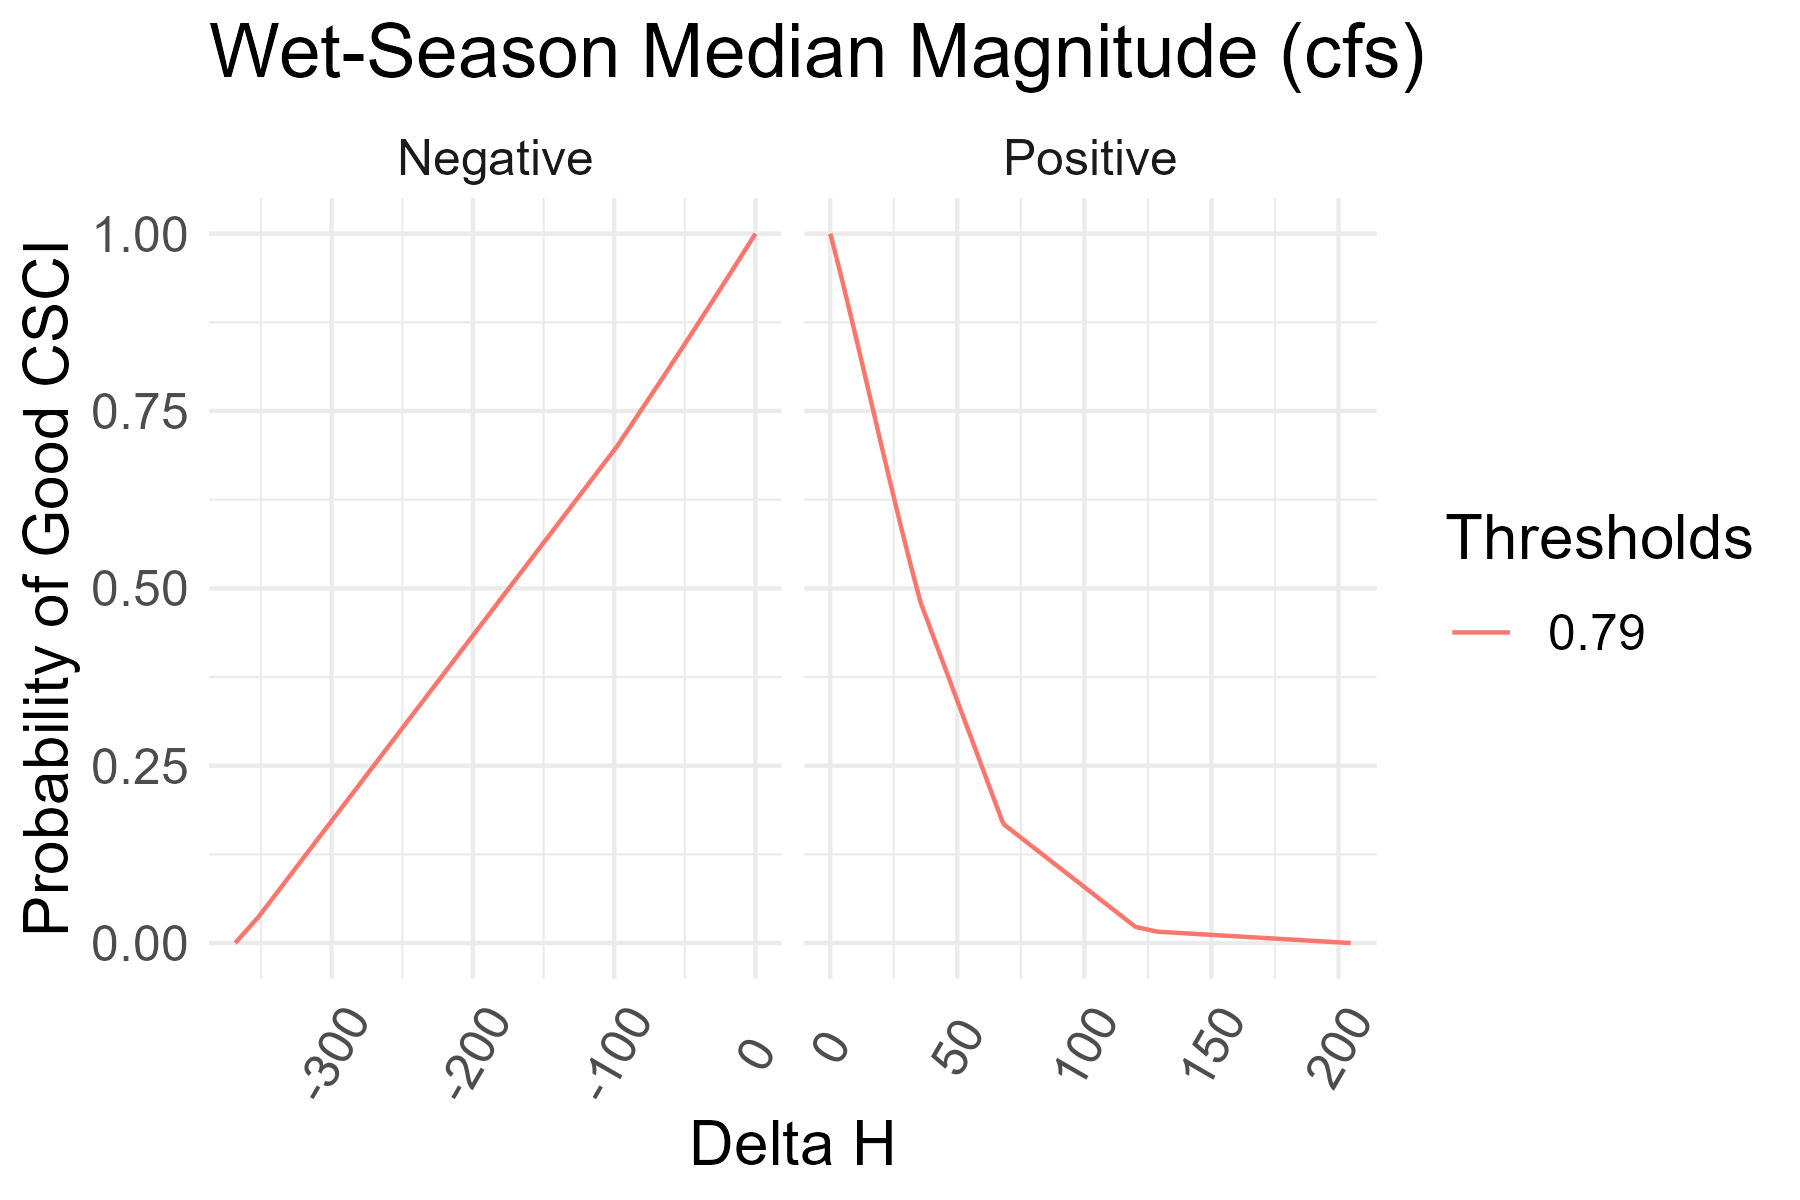 Wet-Season Median Magnitude (cfs)
Negative
Positive
Probability of Good CSCI
1.00
0.75
0.50
0.25
0.00
-300
-200
-100
0
0
50
100
150
200
Delta H
Thresholds
0.79